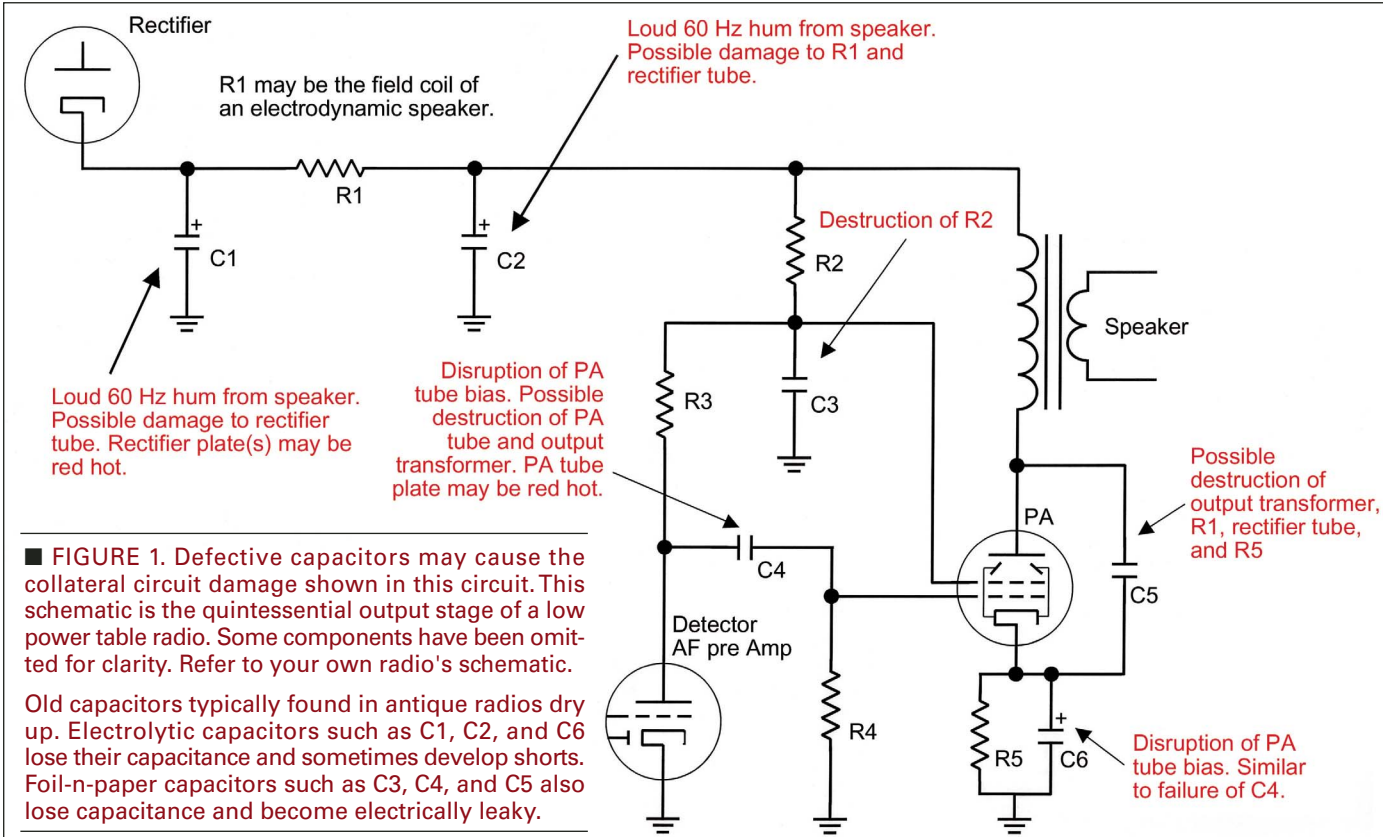 Rectifier
R1 may be the field coil of
an electrodynamic speaker.
Loud 60 Hz hum from speaker.
Possible damage to R1 and
rectifier tube.
R1
+
C1
+
C2
Destruction of R2
R2
Speaker
Loud 60 Hz hum from speaker.
Possible damage to rectifier
tube. Rectifier plate(s) may be
red hot.
Disruption of PA
tube bias. Possible
destruction of PA
tube and output
transformer. PA tube
plate may be red hot.
R3
C3
Possible
destruction of
output transformer,
R1, rectifier tube,
and R5
PA
C4
C5
Detector
AF pre Amp
R4
R5
+
C6
Disruption of PA
tube bias. Similar
to failure of C4.
■ FIGURE 1. Defective capacitors may cause the
collateral circuit damage shown in this circuit. This
schematic is the quintessential output stage of a low
power table radio. Some components have been omit-
ted for clarity. Refer to your own radio's schematic.
Old capacitors typically found in antique radios dry
up. Electrolytic capacitors such as C1, C2, and C6
lose their capacitance and sometimes develop shorts.
Foil-n-paper capacitors such as C3, C4, and C5 also
lose capacitance and become electrically leaky.